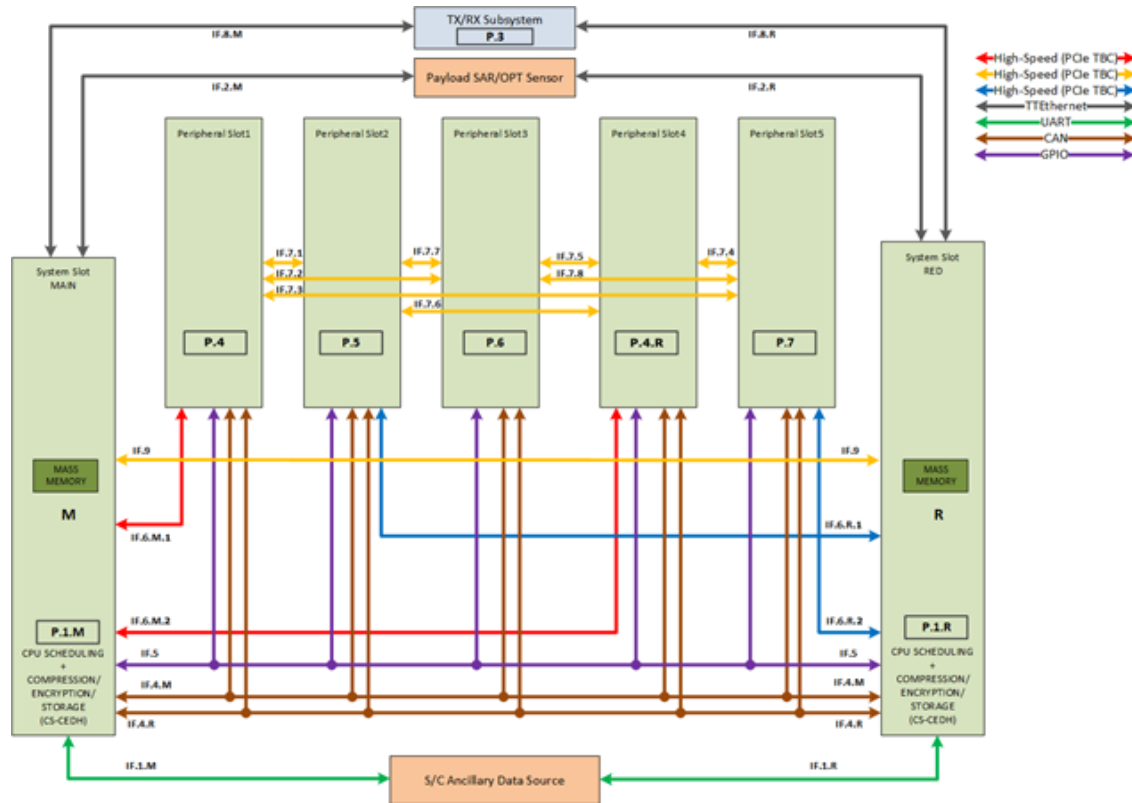 TX/RX Subsystem
P.3
IF.8.M
IF.8.R
Payload SAR/OPT Sensor
IF.2.M
IF.2.R
High-Speed (PCIe TBC)
High-Speed (PCIe TBC)
High-Speed (PCIe TBC)
TTEthernet
UART
CAN
GPIO
Peripheral Slot1
Peripheral Slot2
Peripheral Slot3
Peripheral Slot4
Peripheral Slot5
IF.7.1
IF.7.7
IF.7.5
IF.7.4
IF.7.2
IF.7.8
IF.7.3
IF.7.6
P.4
P.5
P.6
P.4.R
P.7
System Slot
MAIN
MASS
MEMORY
M
P.1.M
CPU SCHEDULING
+
COMPRESSION/
ENCRYPTION/
STORAGE
(CS-CEDH)
System Slot
RED
MASS
MEMORY
R
P.1.R
CPU SCHEDULING
+
COMPRESSION/
ENCRYPTION/
STORAGE
(CS-CEDH)
IF.9
IF.9
IF.6.M.1
IF.6.R.1
IF.6.M.2
IF.6.R.2
IF.5
IF.5
IF.4.M
IF.4.M
IF.4.R
IF.4.R
IF.1.M
IF.1.R
S/C Ancillary Data Source